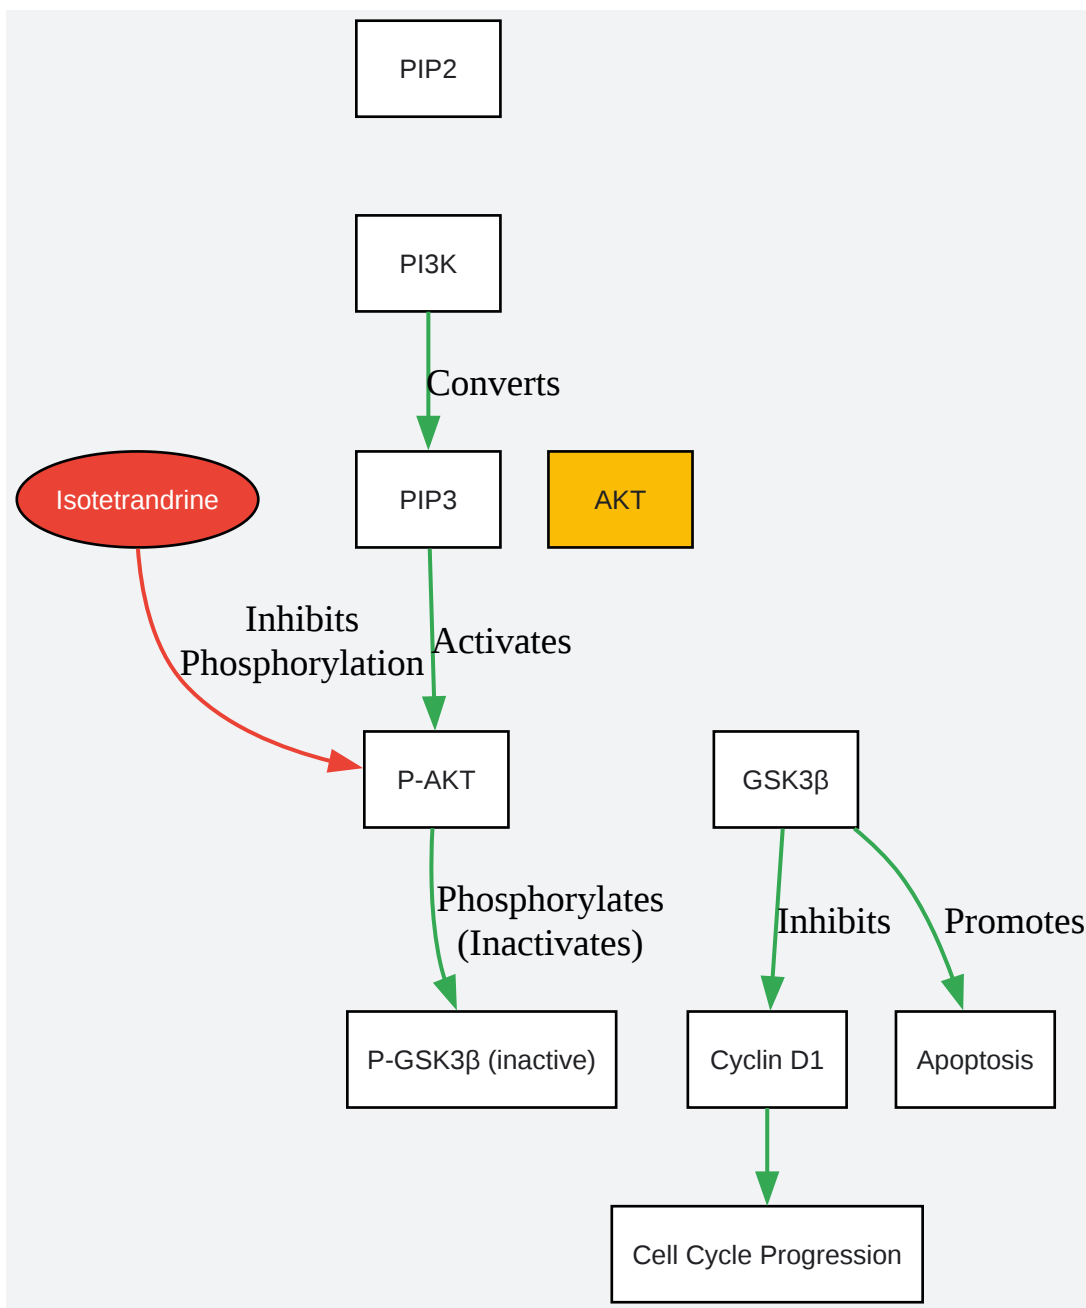 PIP2
PI3K
Converts
Isotetrandrine
PIP3
AKT
Inhibits
Phosphorylation
Activates
P-AKT
GSK3β
Phosphorylates
(Inactivates)
Inhibits
Promotes
P-GSK3β (inactive)
Cyclin D1
Apoptosis
Cell Cycle Progression